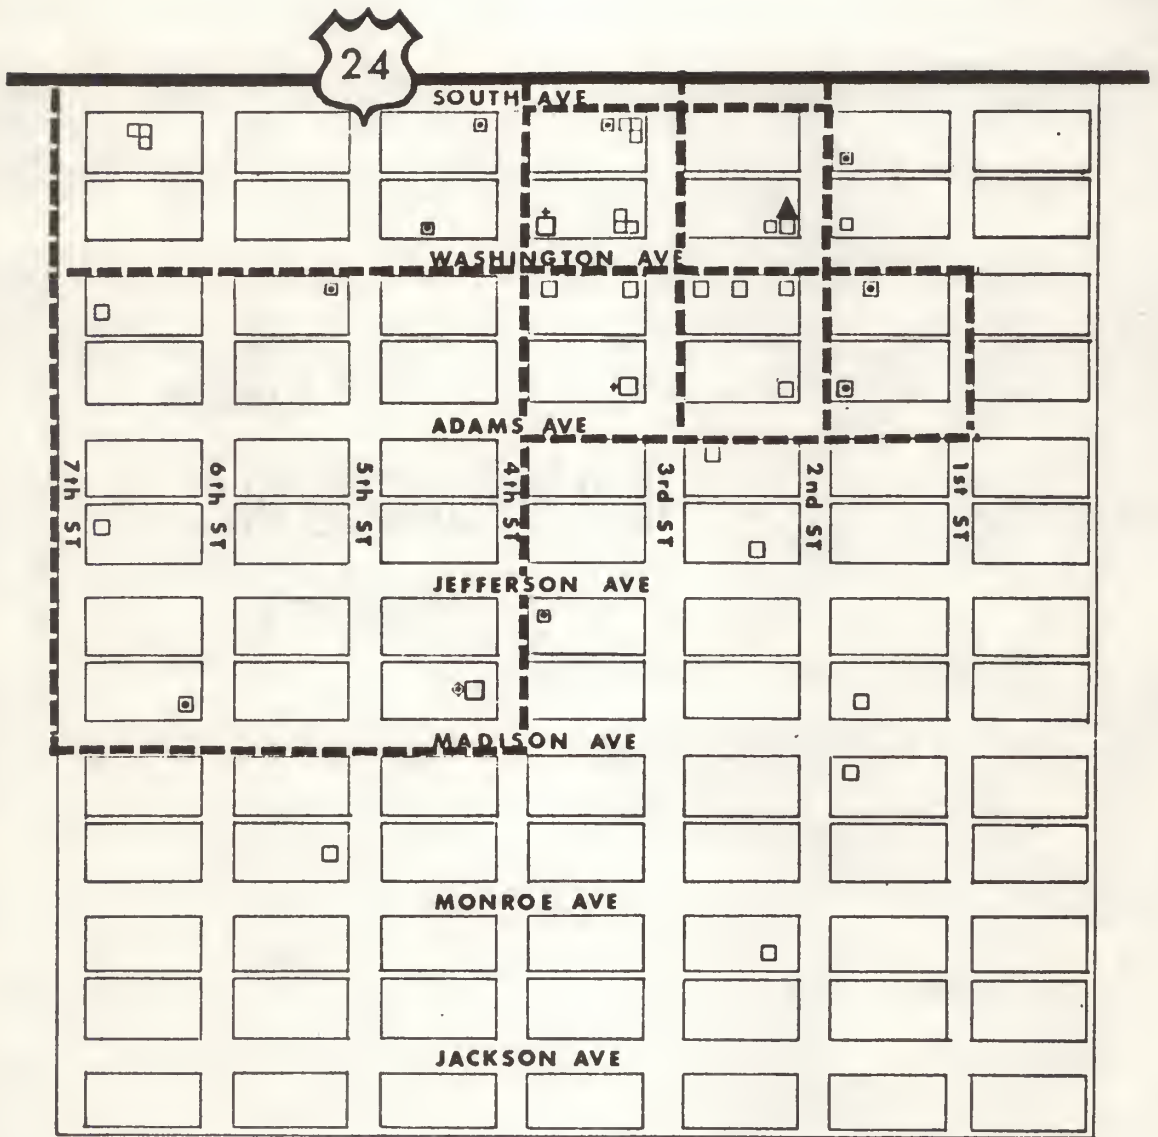 24
SOUTH AVE
WASHINGTON AVE
ADAMS AVE
7th ST
6th ST
5th ST
4th ST
3rd ST
2nd ST
1st ST
JEFFERSON AVE
MADISON AVE
MONROE AVE
JACKSON AVE